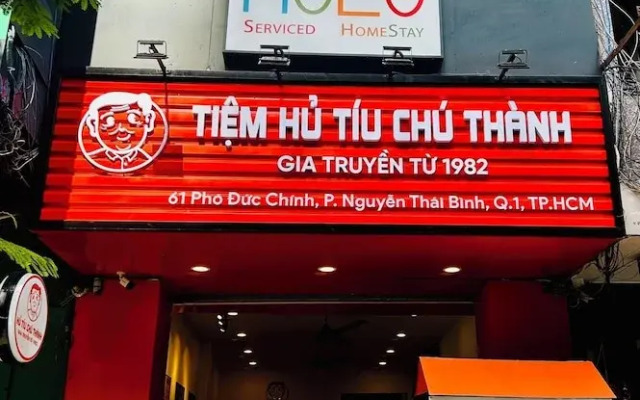 SERVICED HOMESTAY
TIỆM HỦ TÍU CHÚ THÀNH
GIA TRUYỀN TỪ 1982
61 Phó Đức Chính, P. Nguyễn Thái Bình, Q.1, TP.HCM
HỦ TÍU CHÚ THÀNH